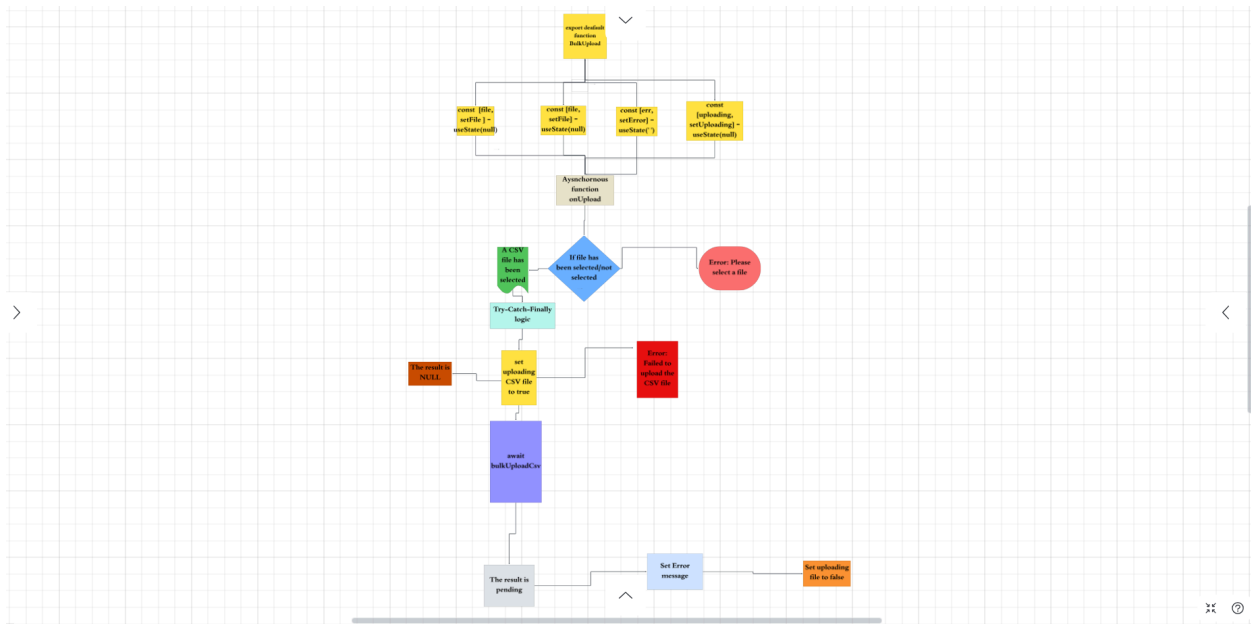 export deafault
function
BulkUpload
const [file,
setFile ] =
useState(null)
const [file,
setFile] =
useState(null)
const [err,
setError] =
useState(' ')
const
[uploading,
setUploading] =
useState(null)
Aysnchornous
function
onUpload
A CSV
file has
been
selected
If file has
been selected/not
selected
Error: Please
select a file
Try-Catch-Finally
logic
The result is
NULL
set
uploading
CSV file
to true
Error:
Failed to
upload the
CSV file
await
bulkUploadCsv
The result is
pending
Set Error
message
Set uploading
file to false